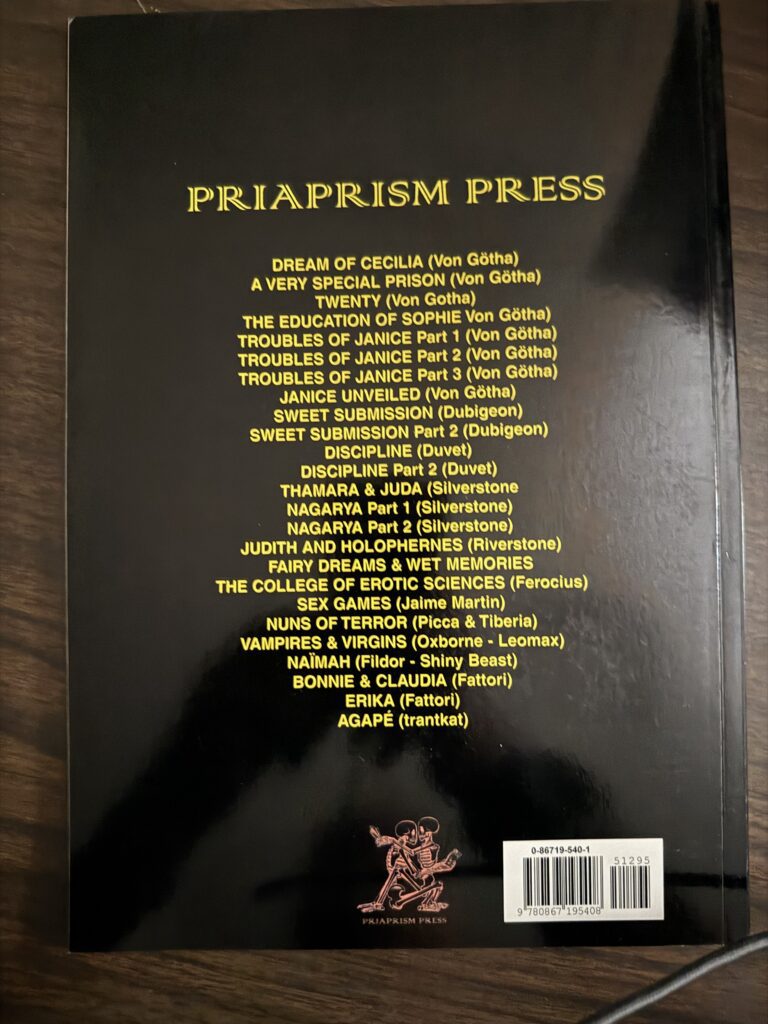 PRIAPRISM PRESS
DREAM OF CECILIA (Von Götha)
A VERY SPECIAL PRISON (Von Götha)
TWENTY (Von Gotha)
THE EDUCATION OF SOPHIE Von Götha)
TROUBLES OF JANICE Part 1 (Von Götha)
TROUBLES OF JANICE Part 2 (Von Götha)
TROUBLES OF JANICE Part 3 (Von Götha)
JANICE UNVEILED (Von Götha)
SWEET SUBMISSION (Dubigeon)
SWEET SUBMISSION Part 2 (Dubigeon)
DISCIPLINE (Duvet)
DISCIPLINE Part 2 (Duvet)
THAMARA & JUDA (Silverstone
NAGARYA Part 1 (Silverstone)
NAGARYA Part 2 (Silverstone)
JUDITH AND HOLOPHERNES (Riverstone)
FAIRY DREAMS & WET MEMORIES
THE COLLEGE OF EROTIC SCIENCES (Ferocius)
SEX GAMES (Jaime Martin)
NUNS OF TERROR (Picca & Tiberia)
VAMPIRES & VIRGINS (Oxborne - Leomax)
NAÏMAH (Fildor - Shiny Beast)
BONNIE & CLAUDIA (Fattori)
ERIKA (Fattori)
AGAPÉ (trantkat)
PRIAPRISM PRESS
0-86719-540-1
51295
9 780867 195408